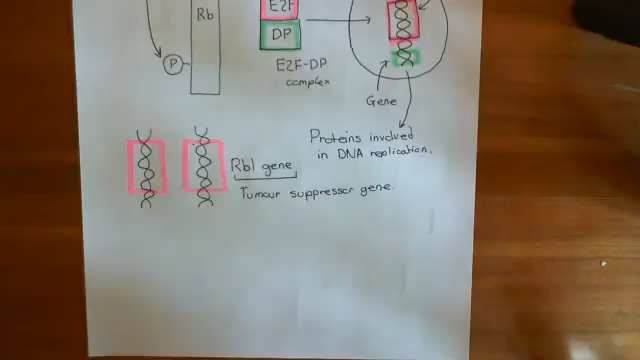 Rb
E2F
DP
P
E2F-DP
complex
Gene
Proteins involved
in DNA replication.
Rb1 gene
Tumour suppressor gene.